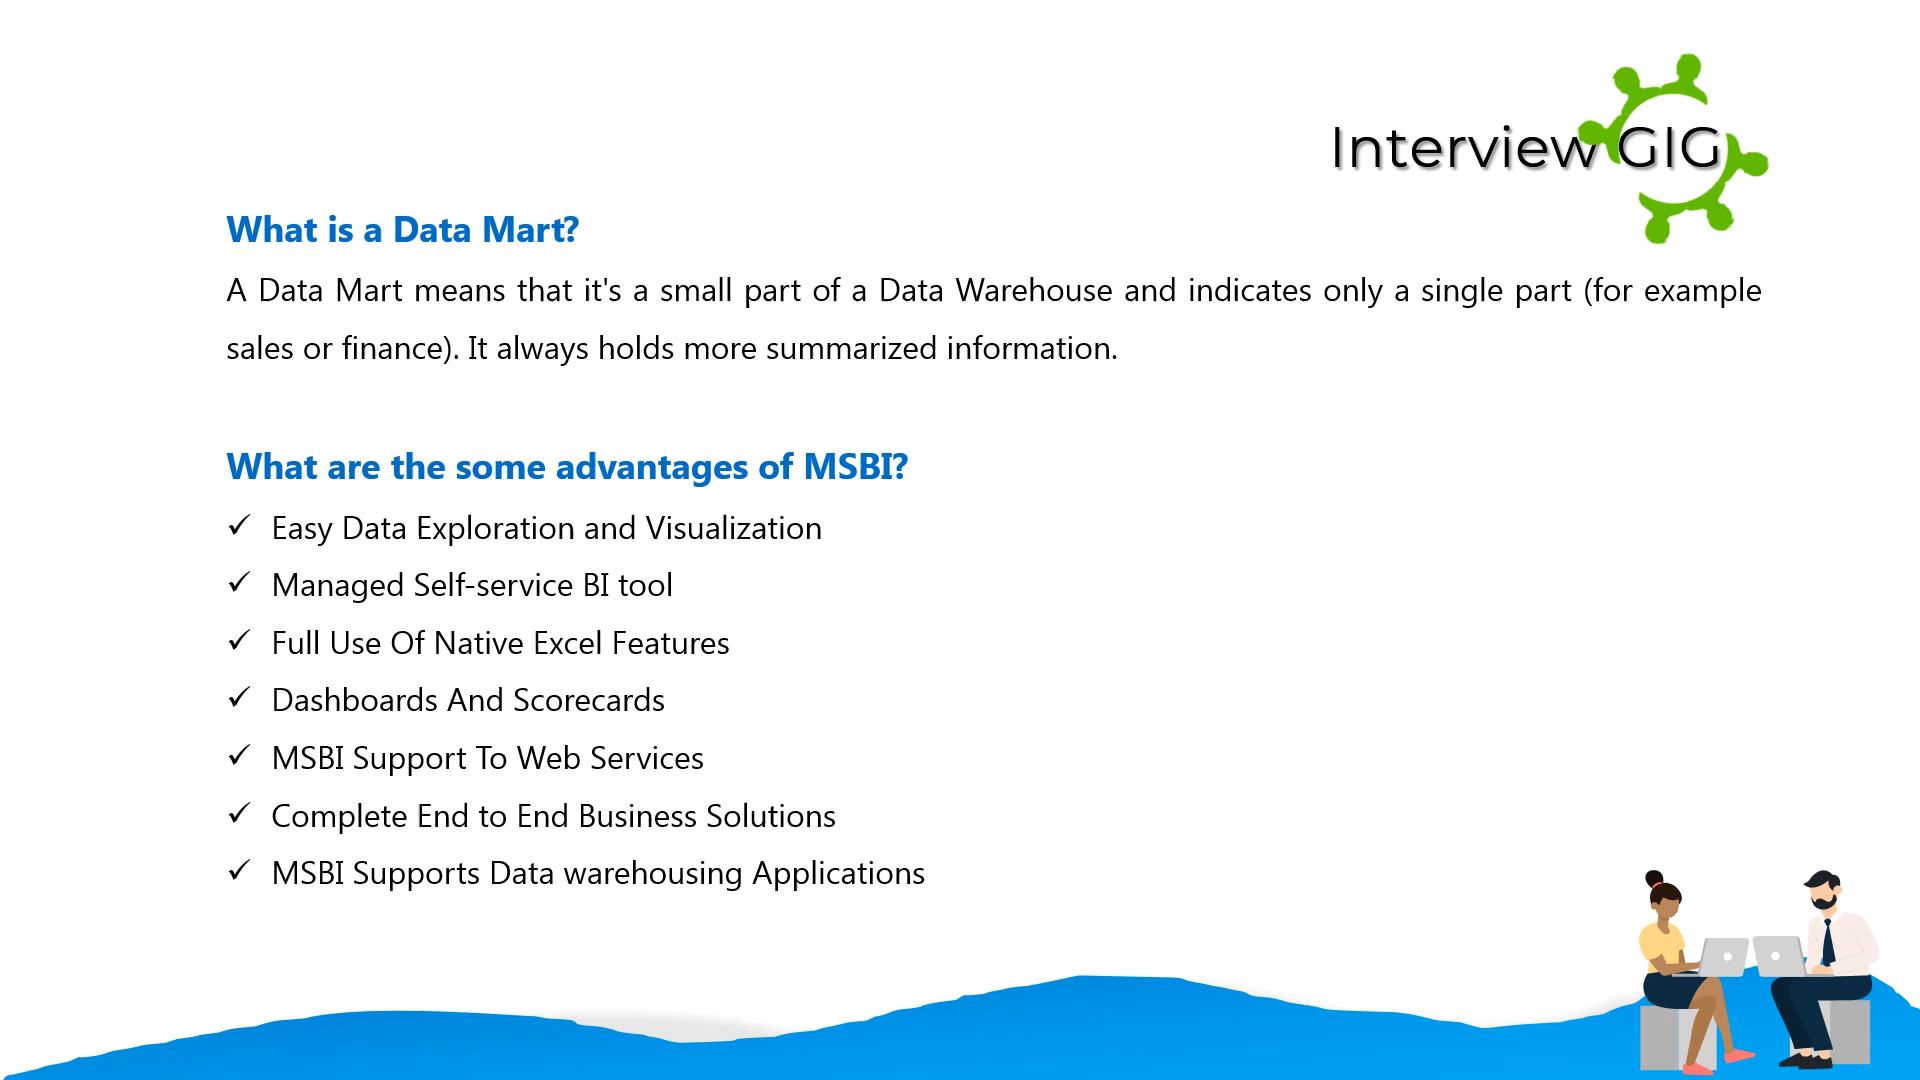 Interview GIG
What is a Data Mart?
A Data Mart means that it's a small part of a Data Warehouse and indicates only a single part (for example
sales or finance). It always holds more summarized information.
What are the some advantages of MSBI?
✓ Easy Data Exploration and Visualization
✓ Managed Self-service BI tool
✓ Full Use Of Native Excel Features
✓ Dashboards And Scorecards
✓ MSBI Support To Web Services
✓ Complete End to End Business Solutions
✓ MSBI Supports Data warehousing Applications